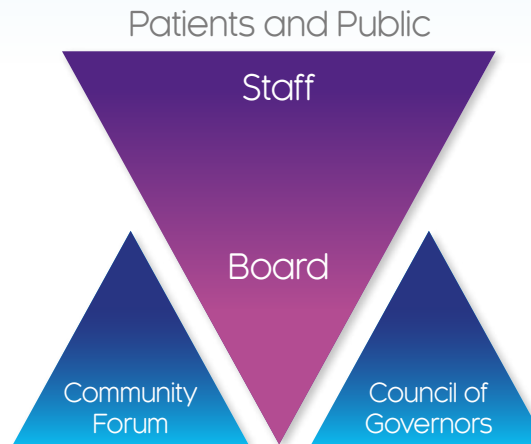 Patients and Public
Staff
Board
Community
Forum
Council of
Governors